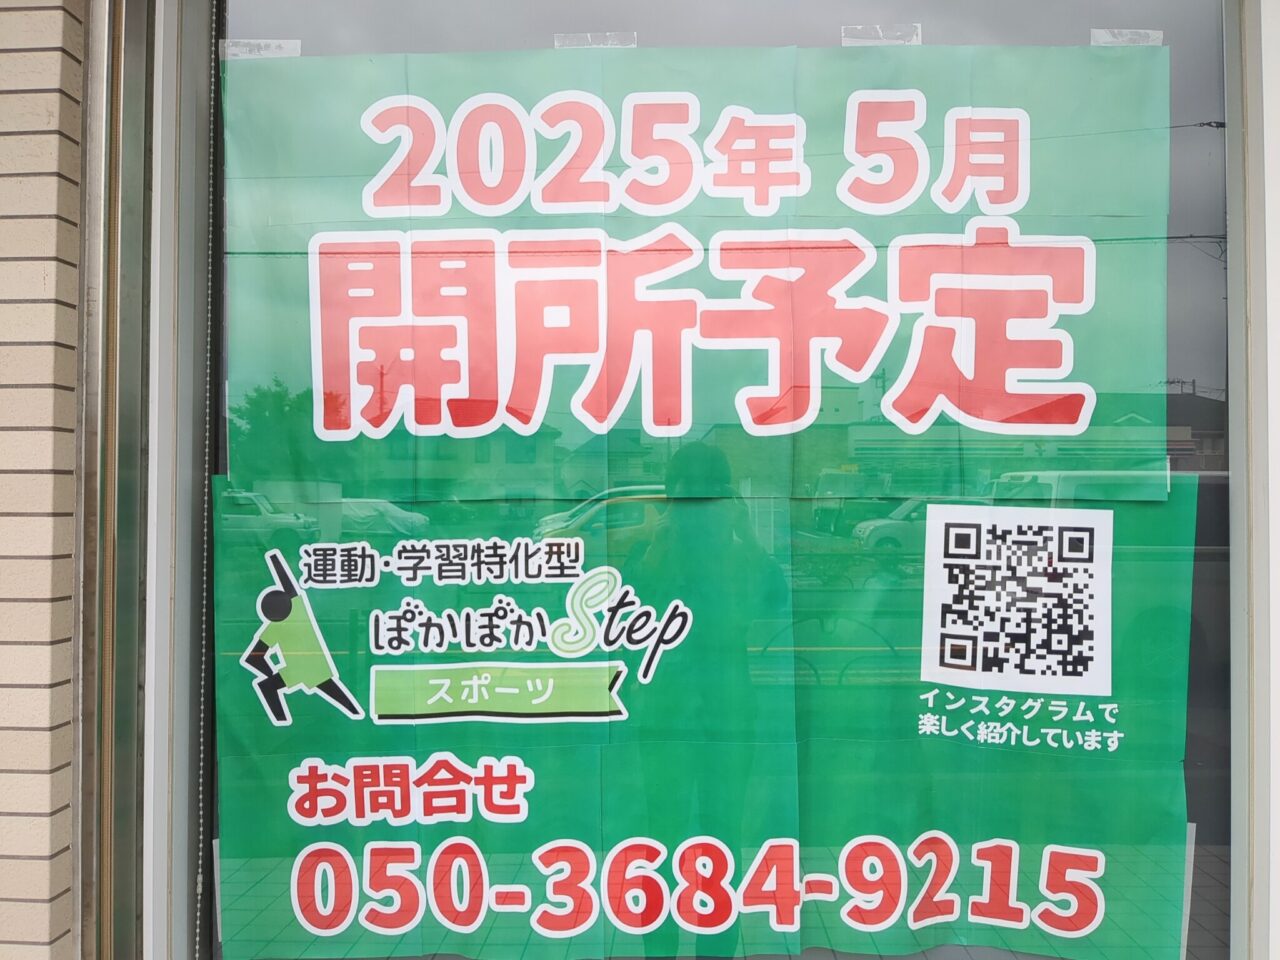 2025年 5月
開所予定
運動・学習特化型
ぽかぽかStep
スポーツ
インスタグラムで
楽しく紹介しています
お問合せ
050-3684-9215